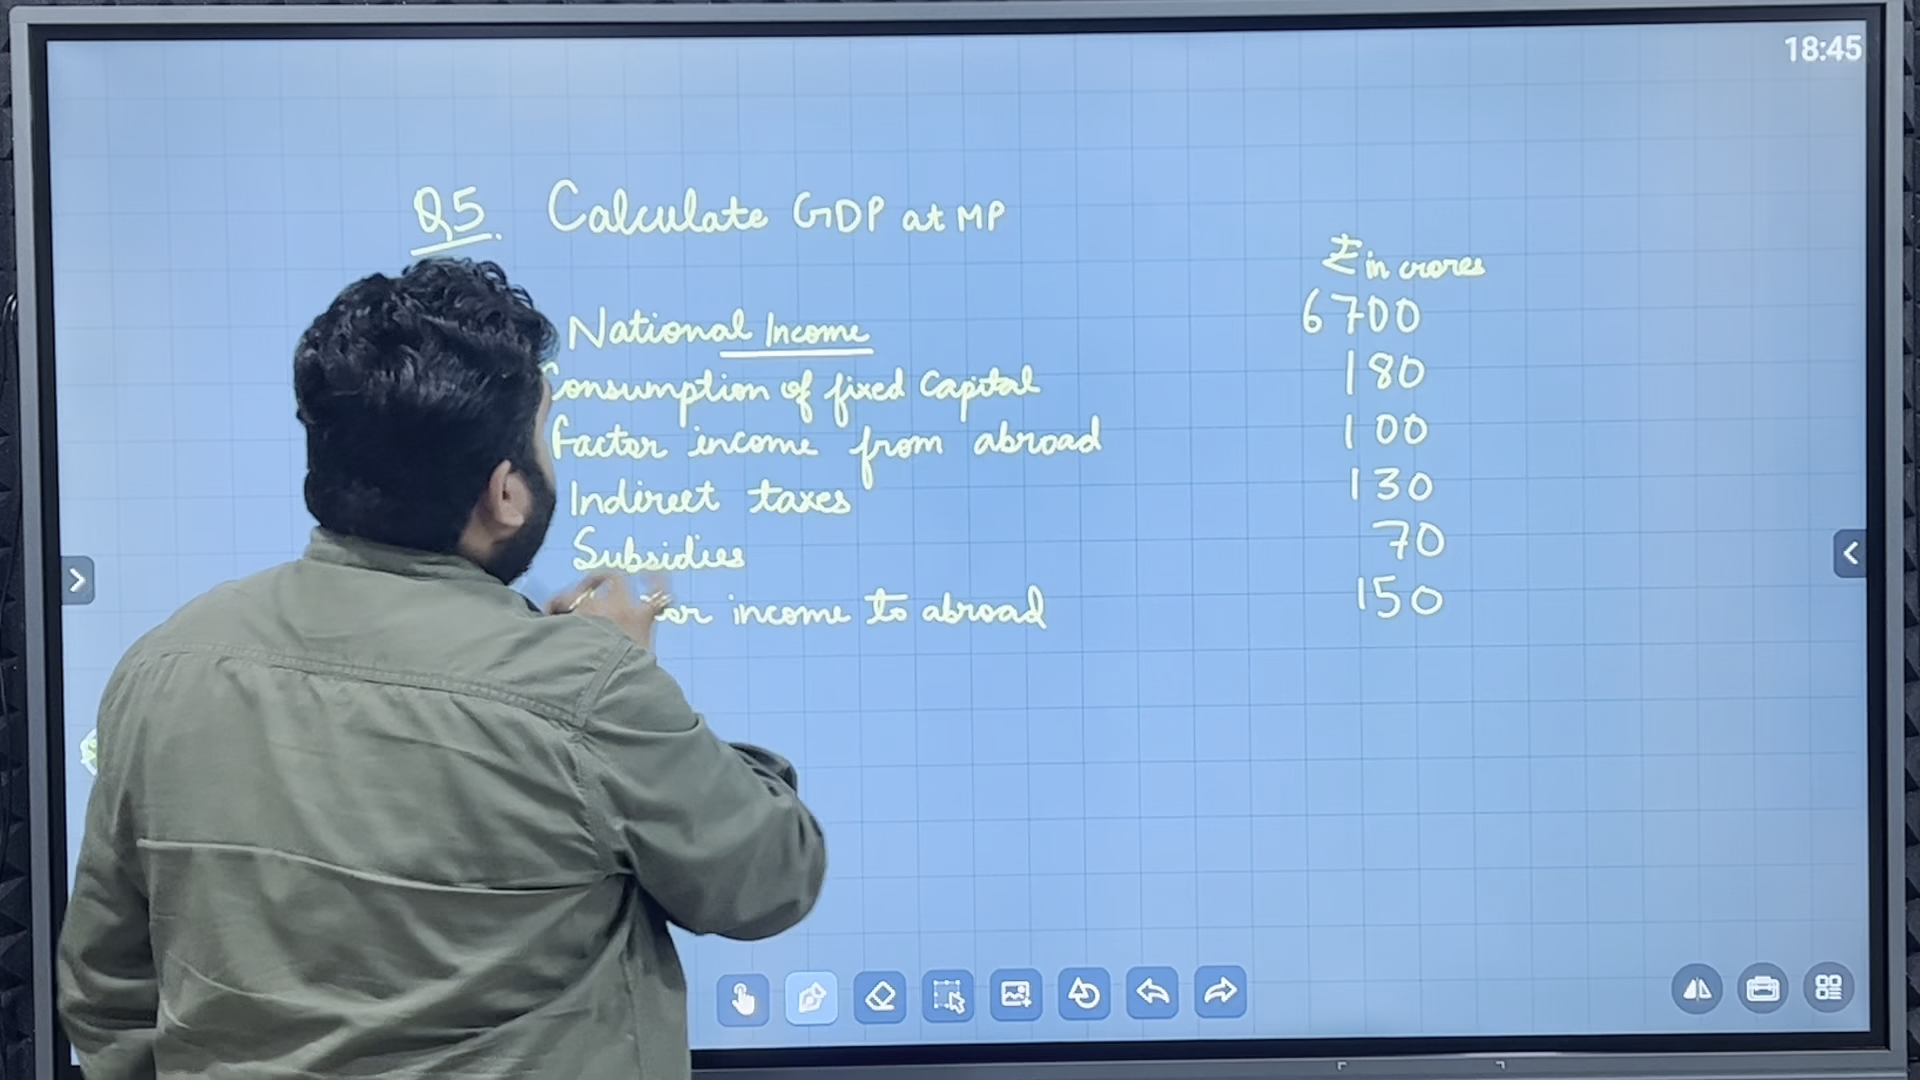 18:45
Q5. Calculate GDP at MP
₹ in crores
National Income 6700
Consumption of fixed capital 180
Factor income from abroad 100
Indirect taxes 130
Subsidies 70
income to abroad 150